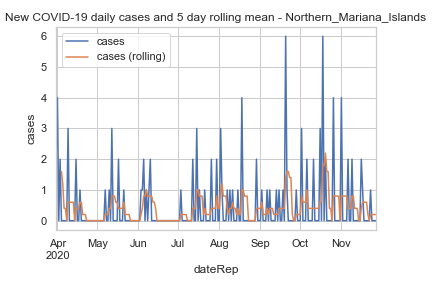 New COVID-19 daily cases and 5 day rolling mean - Northern_Mariana_Islands
cases
cases (rolling)
cases
6
5
4
3
2
1
0
Apr May Jun Jul Aug Sep Oct Nov
2020
dateRep